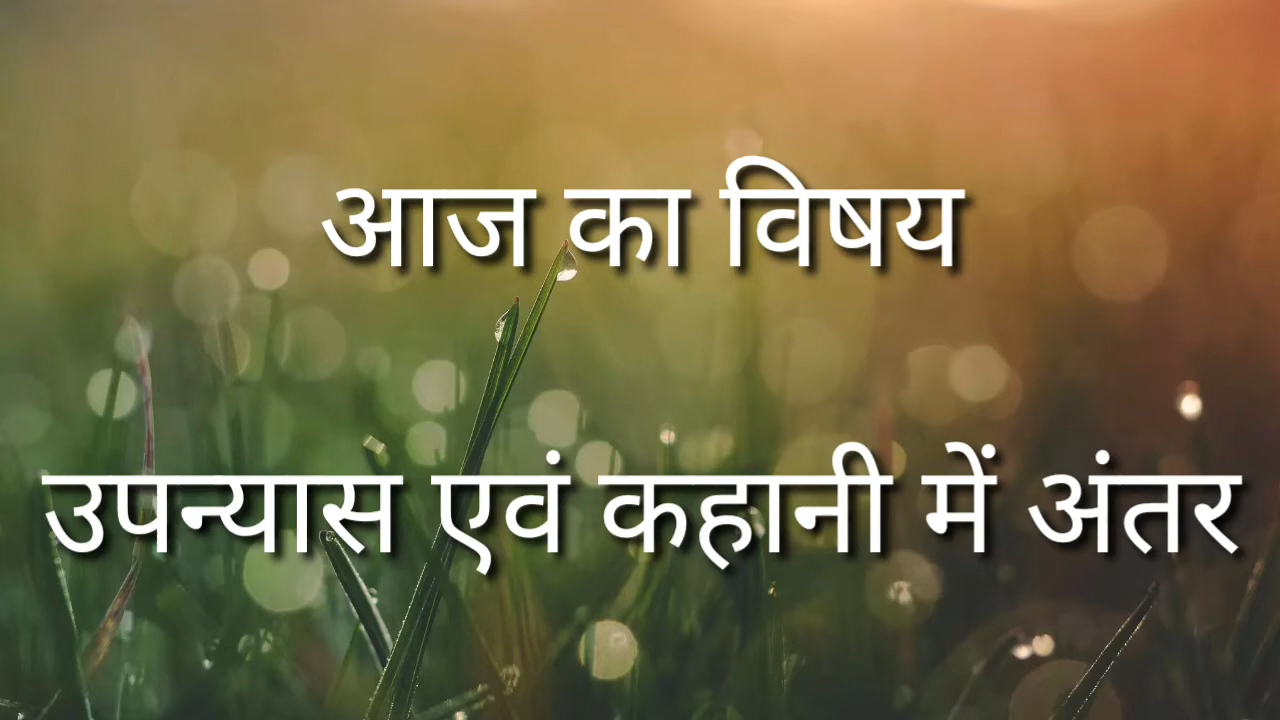 आज का विषय
उपन्यास एवं कहानी में अंतर